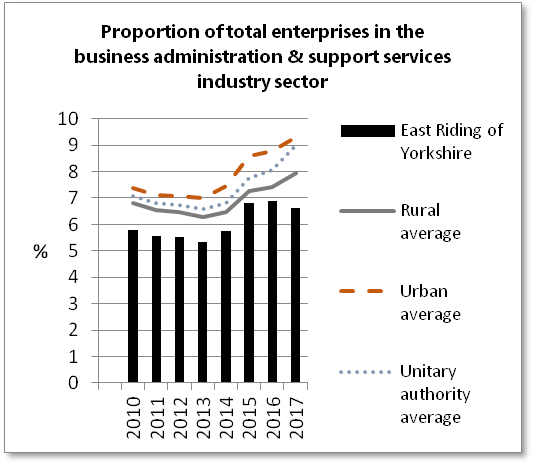 Proportion of total enterprises in the
business administration & support services
industry sector
10
9
8
7
6
5
4
3
2
1
0
%
2010
2011
2012
2013
2014
2015
2016
2017
East Riding of
Yorkshire
Rural
average
Urban
average
Unitary
authority
average